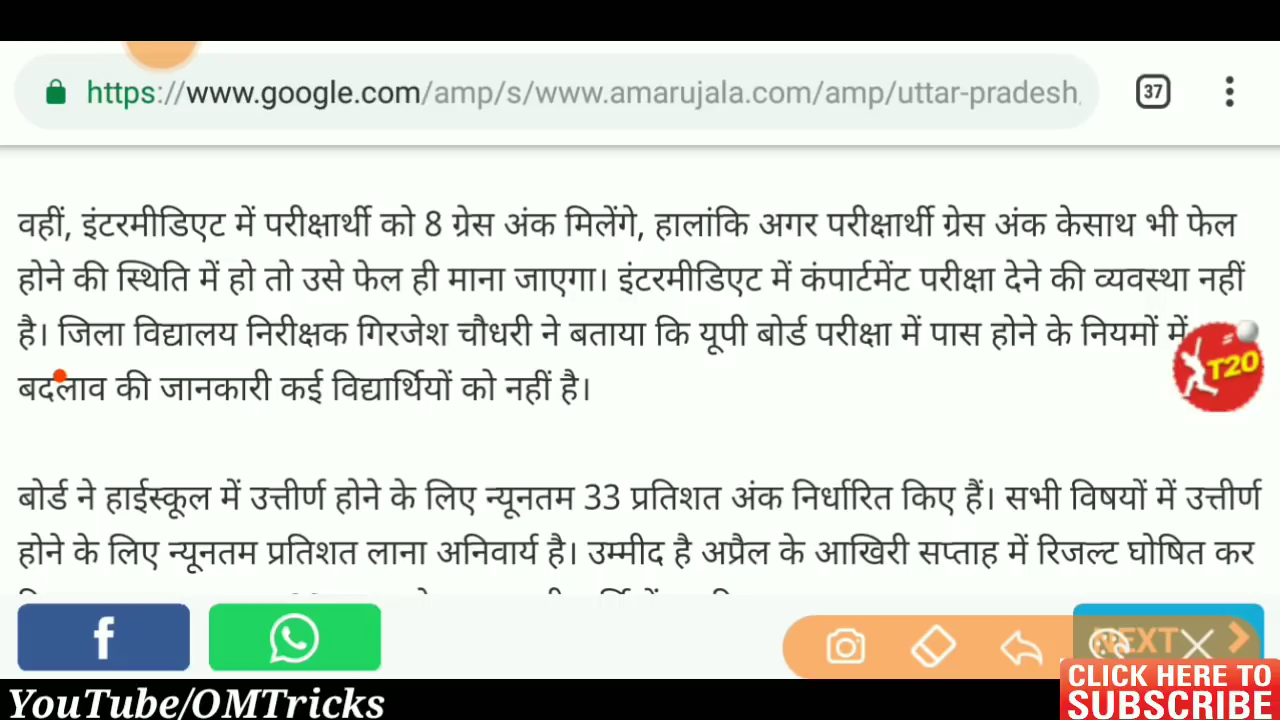 https://www.google.com/amp/s/www.amarujala.com/amp/uttar-pradesh
37
वहीं, इंटरमीडिएट में परीक्षार्थी को 8 ग्रेस अंक मिलेंगे, हालांकि अगर परीक्षार्थी ग्रेस अंक केसाथ भी फेल
होने की स्थिति में हो तो उसे फेल ही माना जाएगा। इंटरमीडिएट में कंपार्टमेंट परीक्षा देने की व्यवस्था नहीं
है। जिला विद्यालय निरीक्षक गिरजेश चौधरी ने बताया कि यूपी बोर्ड परीक्षा में पास होने के नियमों में
T20
बदलाव की जानकारी कई विद्यार्थियों को नहीं है।
बोर्ड ने हाईस्कूल में उत्तीर्ण होने के लिए न्यूनतम 33 प्रतिशत अंक निर्धारित किए हैं। सभी विषयों में उत्तीर्ण
होने के लिए न्यूनतम प्रतिशत लाना अनिवार्य है। उम्मीद है अप्रैल के आखिरी सप्ताह में रिजल्ट घोषित कर
f
NEXT
CLICK HERE TO
SUBSCRIBE
YouTube/OMTricks